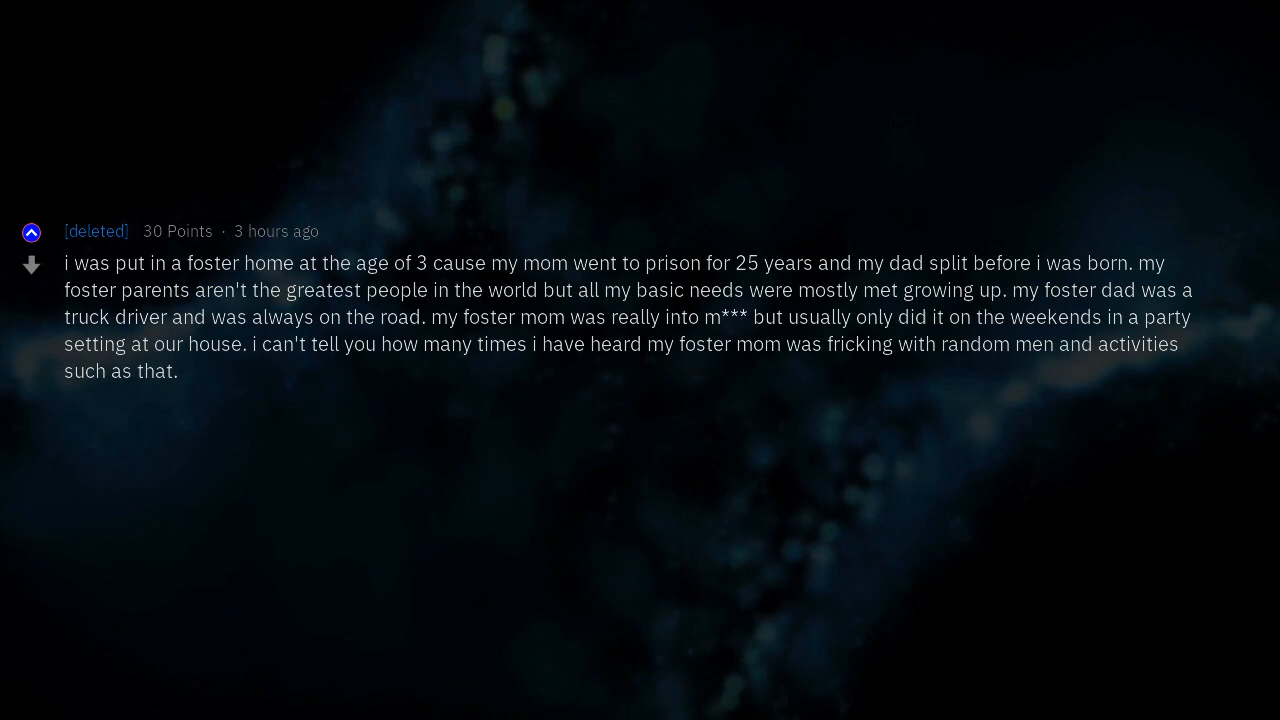 [deleted] 30 Points · 3 hours ago
i was put in a foster home at the age of 3 cause my mom went to prison for 25 years and my dad split before i was born. my
foster parents aren't the greatest people in the world but all my basic needs were mostly met growing up. my foster dad was a
truck driver and was always on the road. my foster mom was really into m*** but usually only did it on the weekends in a party
setting at our house. i can't tell you how many times i have heard my foster mom was fricking with random men and activities
such as that.